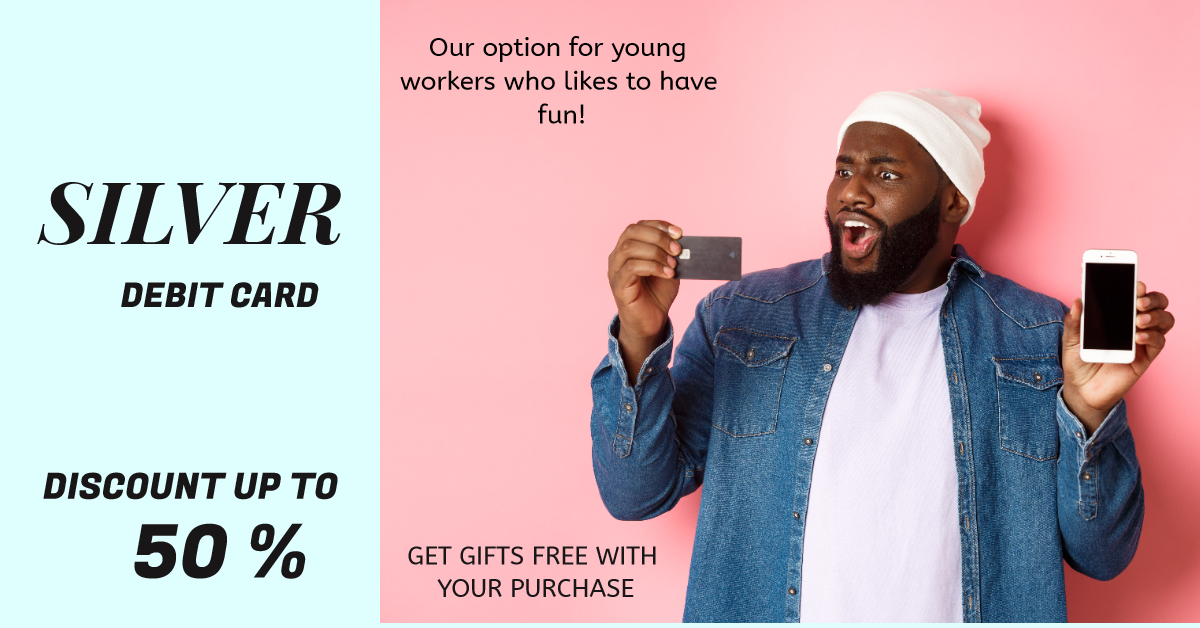 SILVER
DEBIT CARD
DISCOUNT UP TO
50 %
Our option for young
workers who likes to have
fun!
GET GIFTS FREE WITH
YOUR PURCHASE